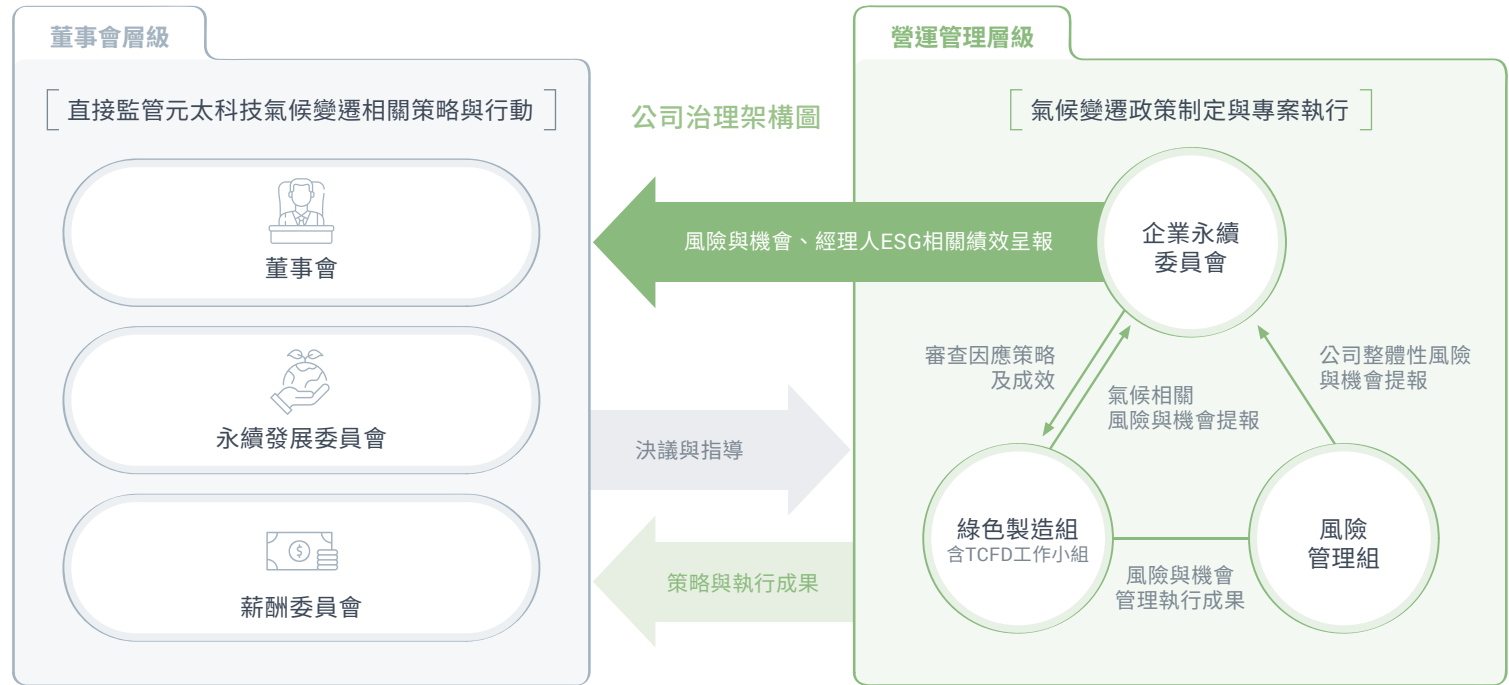 董事會層級
直接監管元太科技氣候變遷相關策略與行動
董事會
永續發展委員會
$
薪酬委員會
公司治理架構圖
風險與機會、經理人ESG相關績效呈報
決議與指導
策略與執行成果
營運管理層級
氣候變遷政策制定與專案執行
企業永續
委員會
審查因應策略
及成效
氣候相關
風險與機會提報
公司整體性風險
與機會提報
綠色製造組
含TCFD工作小組
風險與機會
管理執行成果
風險
管理組